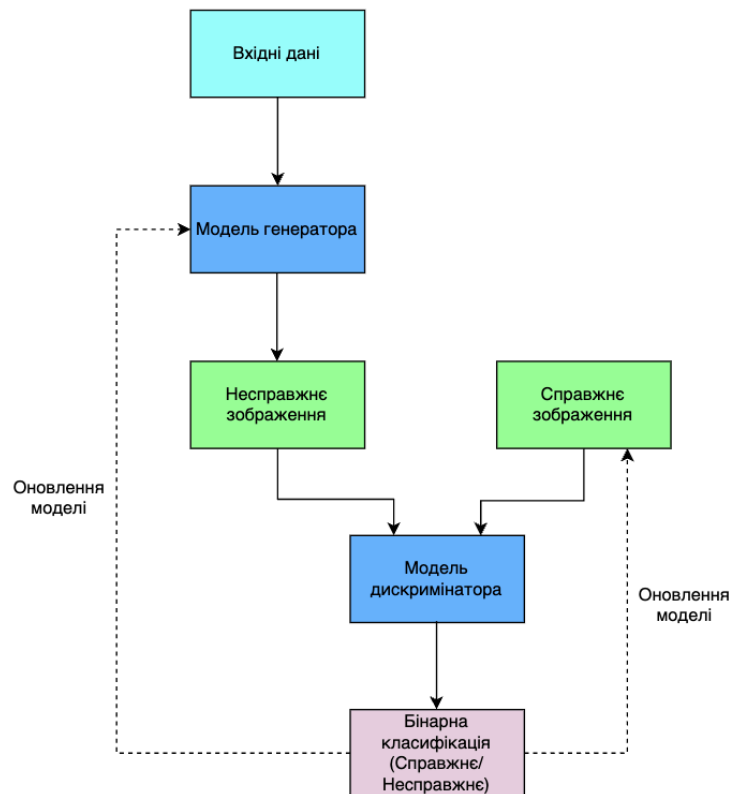 Вхідні дані
Модель генератора
Несправжнє
зображення
Справжнє
зображення
Оновлення
моделі
Модель
дискримінатора
Оновлення
моделі
Бінарна
класифікація
(Справжнє/
Несправжнє)